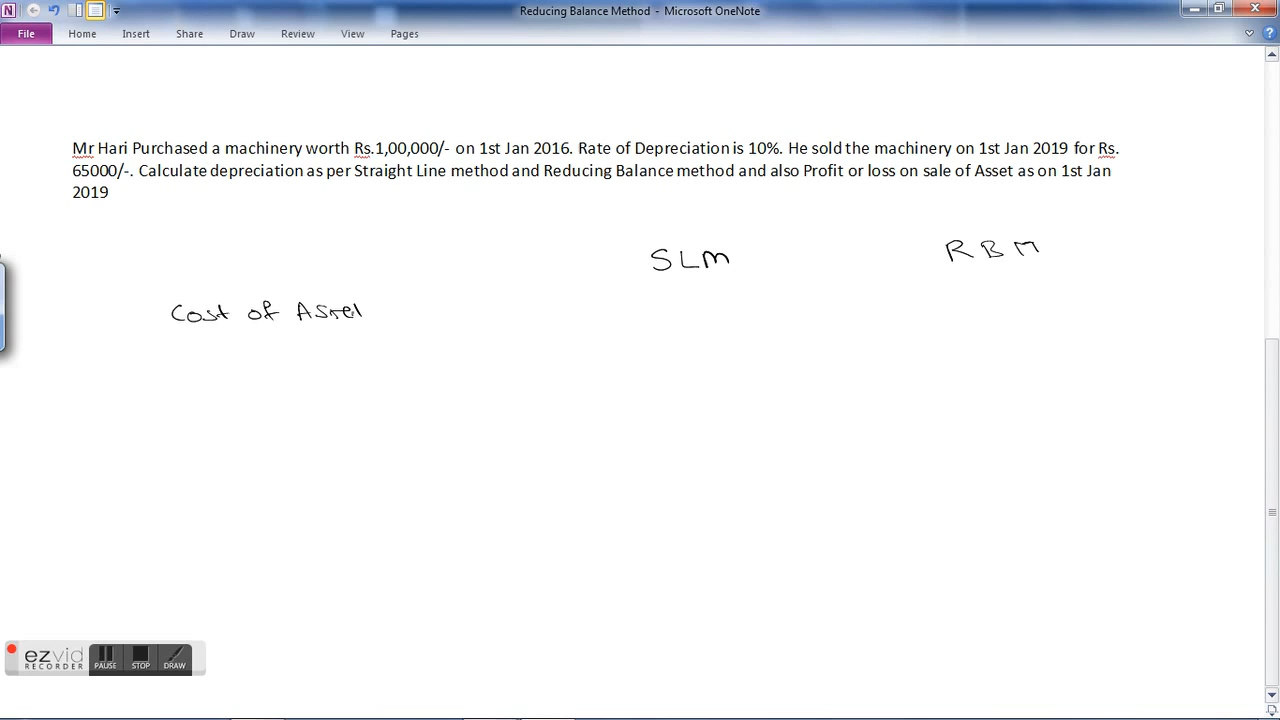 Reducing Balance Method - Microsoft OneNote
File Home Insert Share Draw Review View Pages
Mr Hari Purchased a machinery worth Rs.1,00,000/- on 1st Jan 2016. Rate of Depreciation is 10%. He sold the machinery on 1st Jan 2019 for Rs.
65000/-. Calculate depreciation as per Straight Line method and Reducing Balance method and also Profit or loss on sale of Asset as on 1st Jan
2019
SLM RBM
Cost of Asset
ezvid
RECORDER
PAUSE STOP DRAW